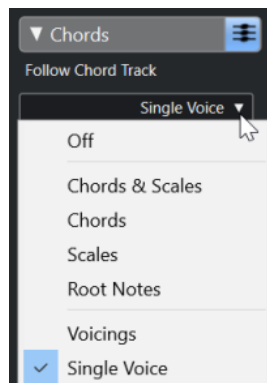 Chords
Follow Chord Track
Single Voice
Off
Chords & Scales
Chords
Scales
Root Notes
Voicings
Single Voice